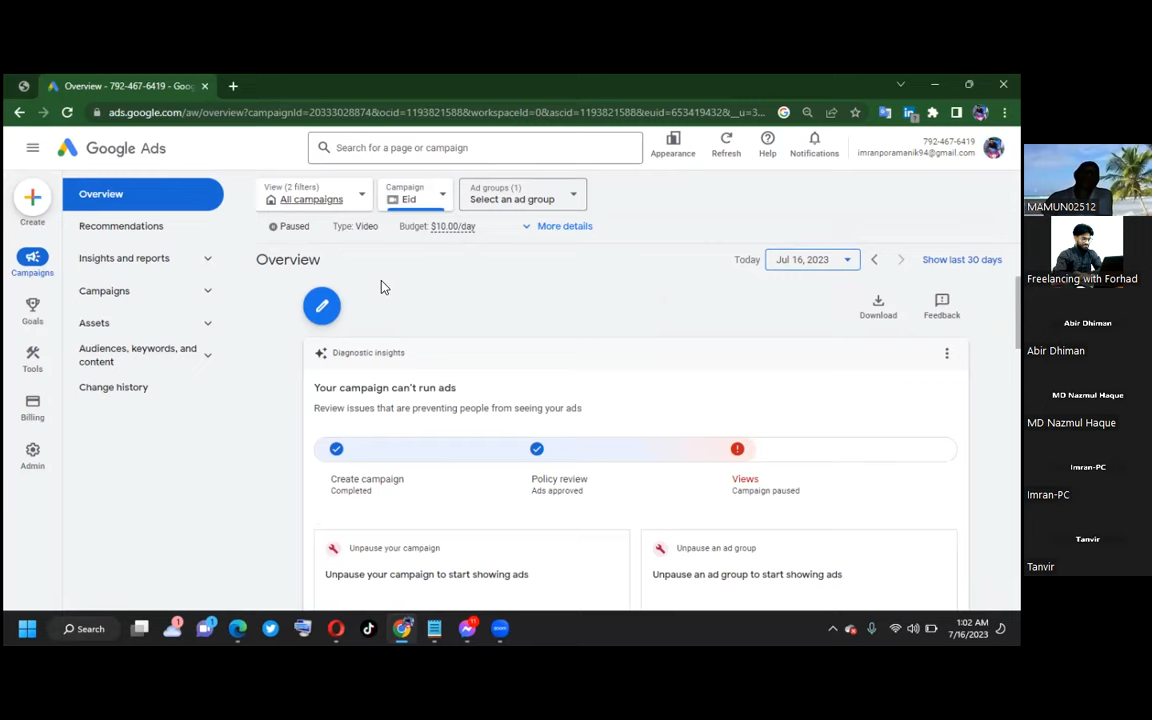 Overview - 792-467-6419 - Goog
ads.google.com/aw/overview?campaignId=20333028874&ocid=1193821588&workspaceId=0&ascid=1193821588&euid=653419432&__u=3...
Google Ads
Search for a page or campaign
Appearance
Refresh
Help
Notifications
792-467-6419
imranporamanik94@gmail.com
Create
Campaigns
Goals
Tools
Billing
Admin
Overview
Recommendations
Insights and reports
Campaigns
Assets
Audiences, keywords, and
content
Change history
View (2 filters)
All campaigns
Campaign
Eid
Ad groups (1)
Select an ad group
Paused
Type: Video
Budget: $10.00/day
More details
Overview
Today
Jul 16, 2023
Show last 30 days
Download
Feedback
Diagnostic insights
Your campaign can't run ads
Review issues that are preventing people from seeing your ads
Create campaign
Completed
Policy review
Ads approved
Views
Campaign paused
Unpause your campaign
Unpause your campaign to start showing ads
Unpause an ad group
Unpause an ad group to start showing ads
Search
1
1
11
zoom
1:02 AM
7/16/2023
MAMUN02512
Freelancing with Forhad
Abir Dhiman
Abir Dhiman
MD Nazmul Haque
MD Nazmul Haque
Imran-PC
Imran-PC
Tanvir
Tanvir